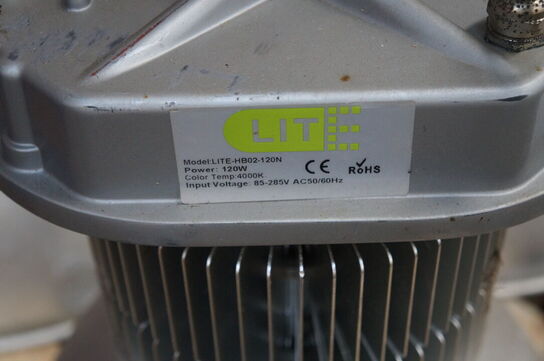 LITE
Model:LITE-HB02-120N
Power: 120W
Color Temp:4000K
Input Voltage: 85-285V AC50/60Hz
CE RoHS